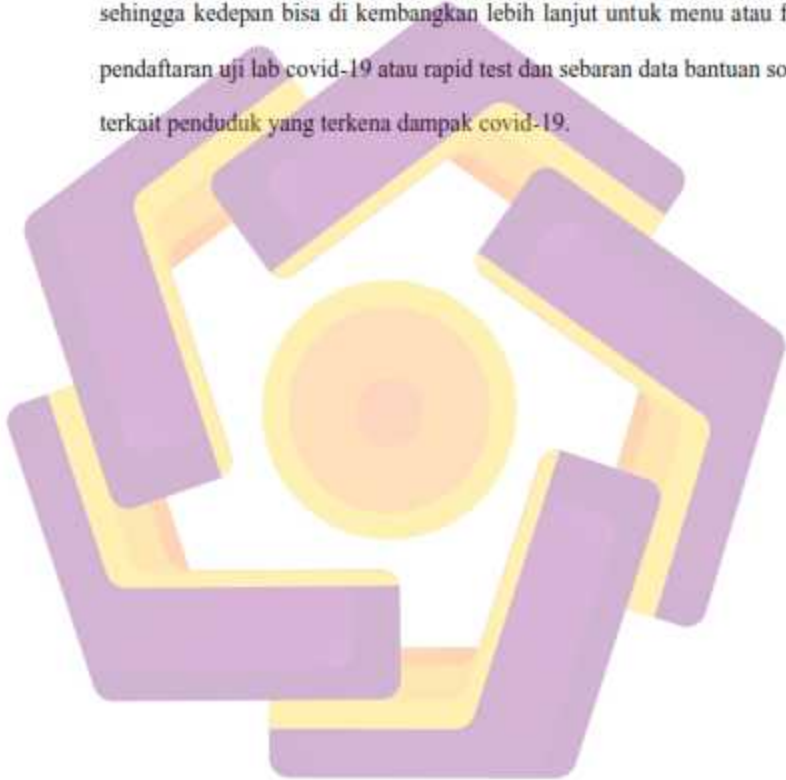 sehingga kedepan bisa di kembangkan lebih lanjut untuk menu atau
pendaftaran uji lab covid-19 atau rapid test dan sebaran data bantuan
terkait penduduk yang terkena dampak covid-19.